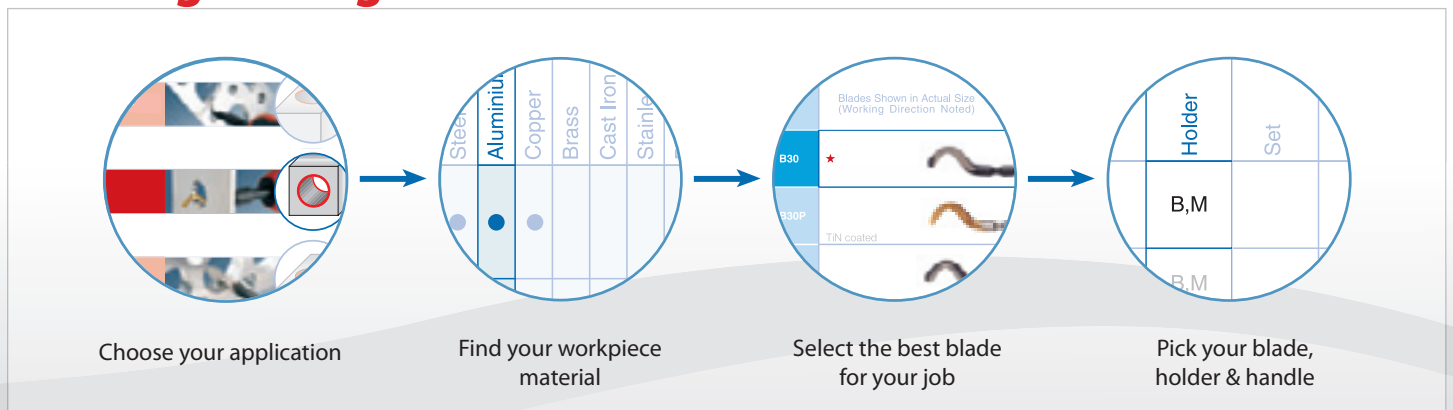 Steel
Aluminiu
Copper
Brass
Cast Iron
Stainle
Blades Shown in Actual Size
(Working Direction Noted)
B30
B30P
TiN coated
Holder
Set
B,M
B,M
Choose your application
Find your workpiece
material
Select the best blade
for your job
Pick your blade,
holder & handle